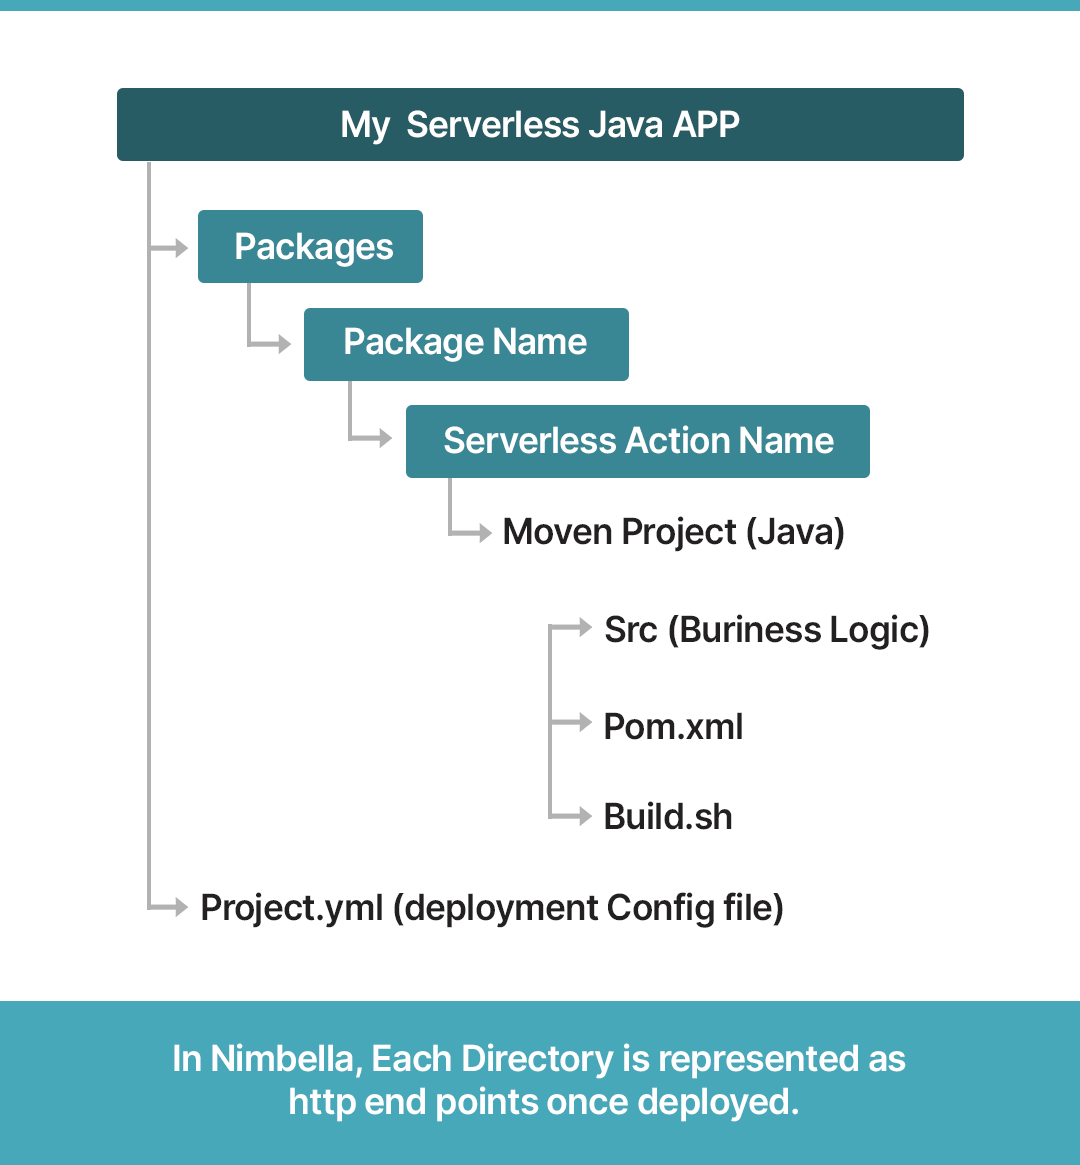 My Serverless Java APP
Packages
Package Name
Serverless Action Name
Moven Project (Java)
Src (Buriness Logic)
Pom.xml
Build.sh
Project.yml (deployment Config file)
In Nimbella, Each Directory is represented as
http end points once deployed.